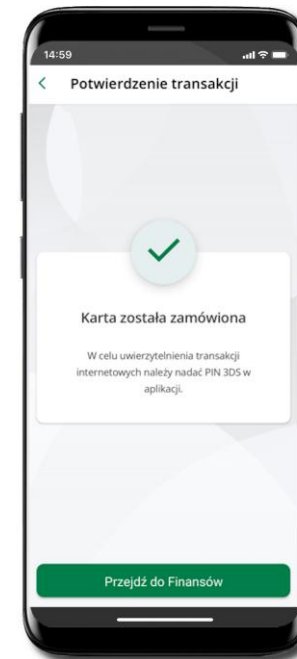 14:59
Potwierdzenie transakcji
Karta została zamówiona
W celu uwierzytelnienia transakcji
internetowych należy nadać PIN 3DS w
aplikacji.
Przejdź do Finansów